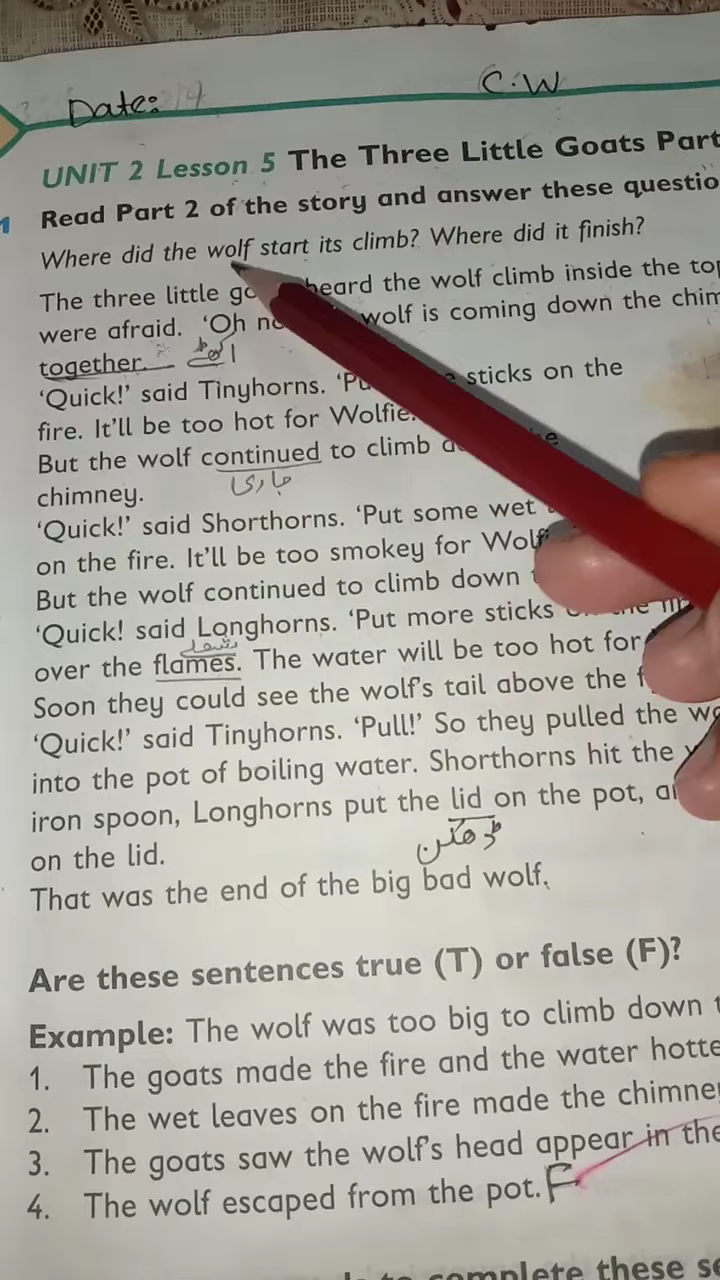 Date:
C.W
UNIT 2 Lesson 5 The Three Little Goats Part
Read Part 2 of the story and answer these questio
Where did the wolf start its climb? Where did it finish?
The three little go heard the wolf climb inside the top
were afraid. 'Oh no wolf is coming down the chim
together.
'Quick!' said Tinyhorns. 'Pu sticks on the
fire. It'll be too hot for Wolfie.
But the wolf continued to climb d he
جاری
chimney.
'Quick!' said Shorthorns. 'Put some wet
on the fire. It'll be too smokey for Wolf
But the wolf continued to climb down
'Quick! said Longhorns. 'Put more sticks
شعلے
over the flames. The water will be too hot for
Soon they could see the wolf's tail above the f
'Quick!' said Tinyhorns. 'Pull!' So they pulled the wo
into the pot of boiling water. Shorthorns hit the
iron spoon, Longhorns put the lid on the pot, a
on the lid.
That was the end of the big bad wolf.
Are these sentences true (T) or false (F)?
Example: The wolf was too big to climb down t
1. The goats made the fire and the water hotte
2. The wet leaves on the fire made the chimne
3. The goats saw the wolf's head appear in the
4. The wolf escaped from the pot. F
complete these se